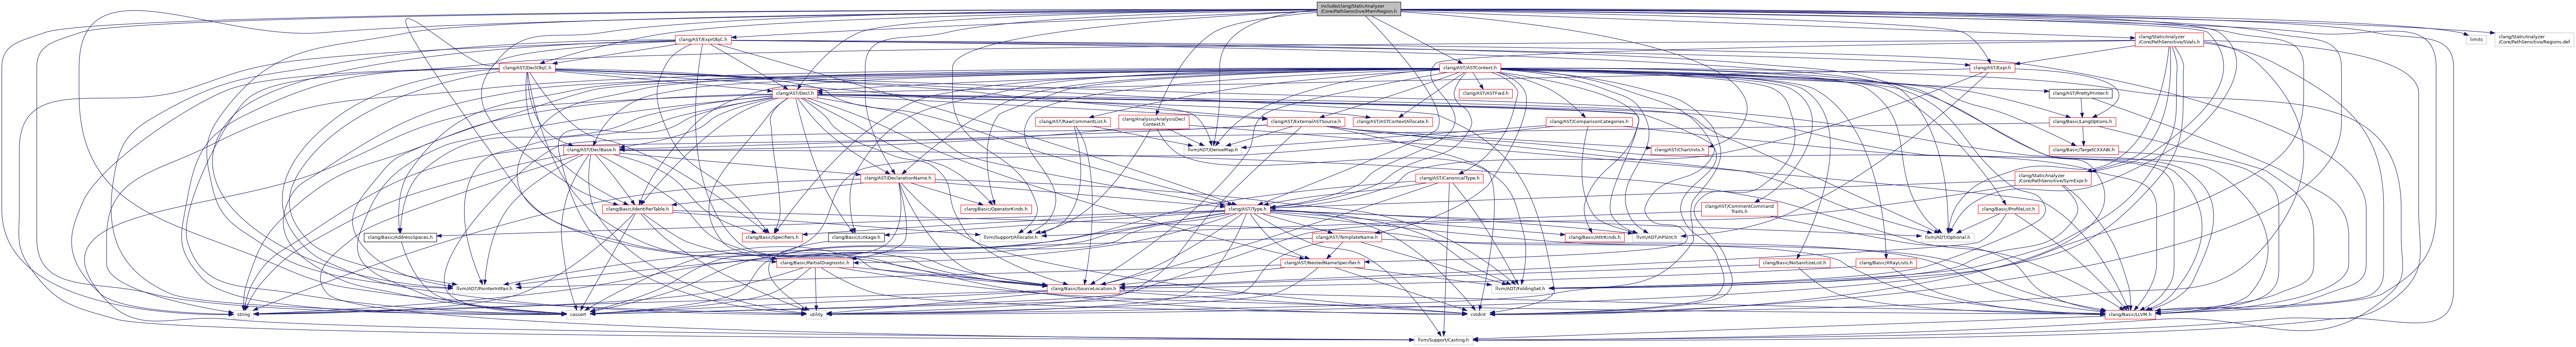 include/clang/StaticAnalyzer
/Core/PathSensitive/MemRegion.h
clang/AST/ExprObjC.h
clang/StaticAnalyzer
/Core/PathSensitive/SVals.h
limits
clang/StaticAnalyzer
/Core/PathSensitive/Regions.def
clang/AST/DeclObjC.h
clang/AST/ASTContext.h
clang/AST/Expr.h
clang/AST/Decl.h
clang/AST/ASTFwd.h
clang/AST/PrettyPrinter.h
clang/AST/RawCommentList.h
clang/Analysis/AnalysisDecl
Context.h
clang/AST/ExternalASTSource.h
clang/AST/ASTContextAllocate.h
clang/AST/ComparisonCategories.h
clang/Basic/LangOptions.h
clang/AST/DeclBase.h
llvm/ADT/DenseMap.h
clang/AST/CharUnits.h
clang/Basic/TargetCXXABI.h
clang/AST/DeclarationName.h
clang/AST/CanonicalType.h
clang/StaticAnalyzer
/Core/PathSensitive/SymExpr.h
clang/Basic/IdentifierTable.h
clang/Basic/OperatorKinds.h
clang/AST/Type.h
clang/AST/CommentCommand
Traits.h
clang/Basic/ProfileList.h
clang/Basic/AddressSpaces.h
clang/Basic/Specifiers.h
clang/Basic/Linkage.h
llvm/Support/Allocator.h
clang/AST/TemplateName.h
clang/Basic/AttrKinds.h
llvm/ADT/APSInt.h
llvm/ADT/Optional.h
clang/Basic/PartialDiagnostic.h
clang/AST/NestedNameSpecifier.h
clang/Basic/NoSanitizeList.h
clang/Basic/XRayLists.h
llvm/ADT/PointerIntPair.h
clang/Basic/SourceLocation.h
llvm/ADT/FoldingSet.h
string
cassert
utility
cstdint
clang/Basic/LLVM.h
llvm/Support/Casting.h